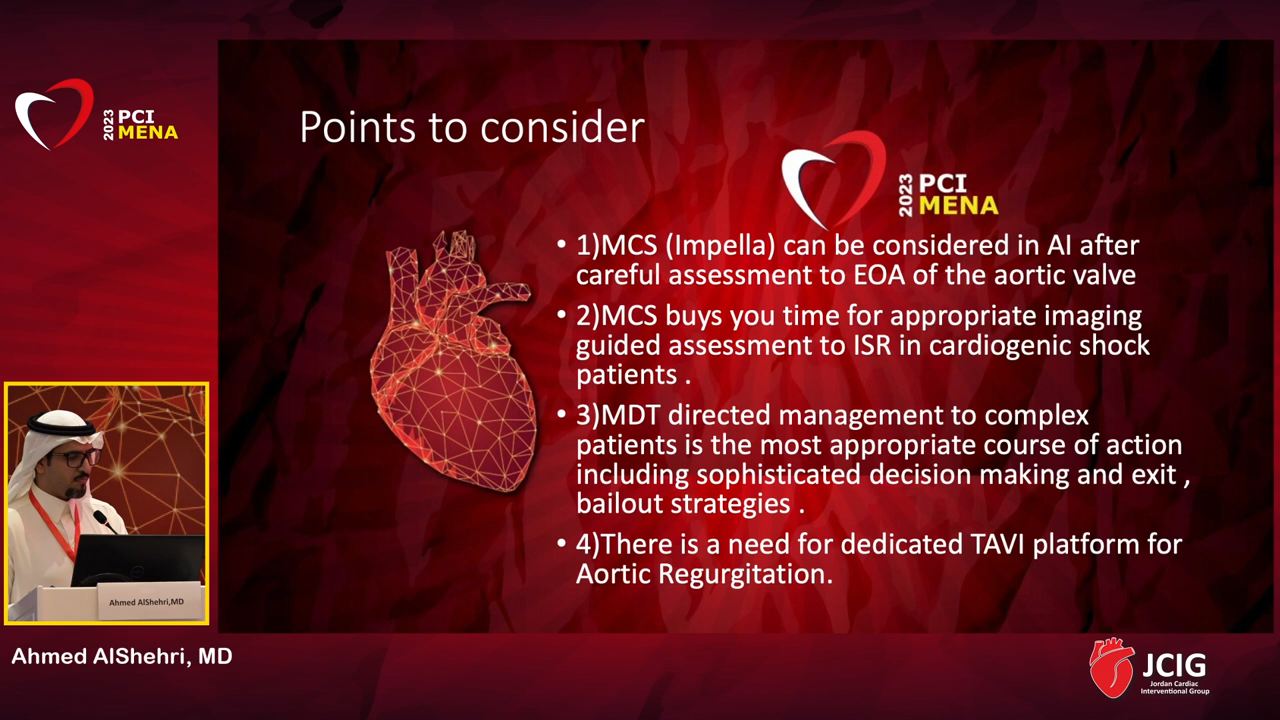 2023 PCI
MENA
Points to consider
2023 PCI
MENA
• 1)MCS (Impella) can be considered in AI after
careful assessment to EOA of the aortic valve
• 2)MCS buys you time for appropriate imaging
guided assessment to ISR in cardiogenic shock
patients .
• 3)MDT directed management to complex
patients is the most appropriate course of action
including sophisticated decision making and exit ,
bailout strategies .
• 4)There is a need for dedicated TAVI platform for
Aortic Regurgitation.
Ahmed AlShehri,MD
Ahmed AlShehri, MD
JCIG
Jordan Cardiac
Interventional Group